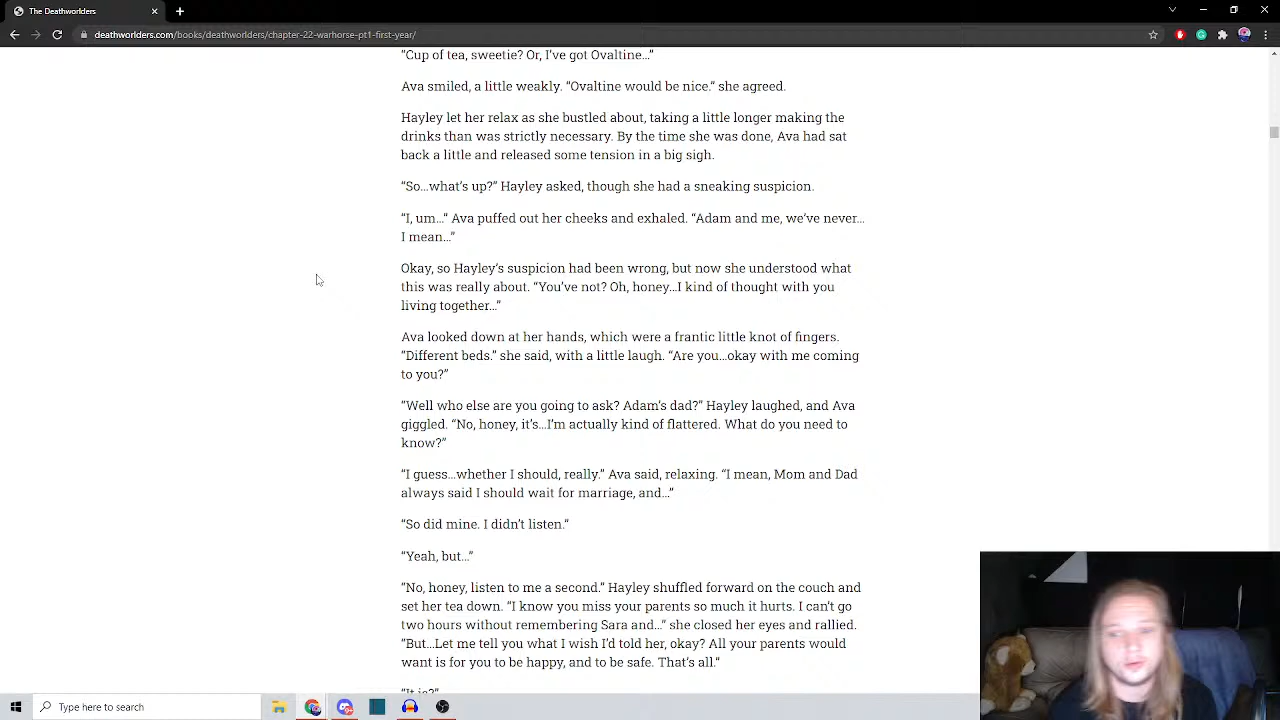 The Deathworlders
deathworlders.com/books/deathworlders/chapter-22-warhorse-pt1-first-year/
“Cup of tea, sweetie? Or, I’ve got Ovaltine…”
Ava smiled, a little weakly. “Ovaltine would be nice.” she agreed.
Hayley let her relax as she bustled about, taking a little longer making the
drinks than was strictly necessary. By the time she was done, Ava had sat
back a little and released some tension in a big sigh.
“So…what’s up?” Hayley asked, though she had a sneaking suspicion.
“I, um…“ Ava puffed out her cheeks and exhaled. “Adam and me, we’ve never…
I mean…”
Okay, so Hayley’s suspicion had been wrong, but now she understood what
this was really about. “You’ve not? Oh, honey…I kind of thought with you
living together…”
Ava looked down at her hands, which were a frantic little knot of fingers.
“Different beds.” she said, with a little laugh. “Are you…okay with me coming
to you?”
“Well who else are you going to ask? Adam’s dad?” Hayley laughed, and Ava
giggled. “No, honey, it’s…I’m actually kind of flattered. What do you need to
know?”
“I guess…whether I should, really.” Ava said, relaxing. “I mean, Mom and Dad
always said I should wait for marriage, and…”
“So did mine. I didn’t listen.”
“Yeah, but…”
“No, honey, listen to me a second.” Hayley shuffled forward on the couch and
set her tea down. “I know you miss your parents so much it hurts. I can’t go
two hours without remembering Sara and…” she closed her eyes and rallied.
“But…Let me tell you what I wish I’d told her, okay? All your parents would
want is for you to be happy, and to be safe. That’s all.“
“It is?”
Type here to search